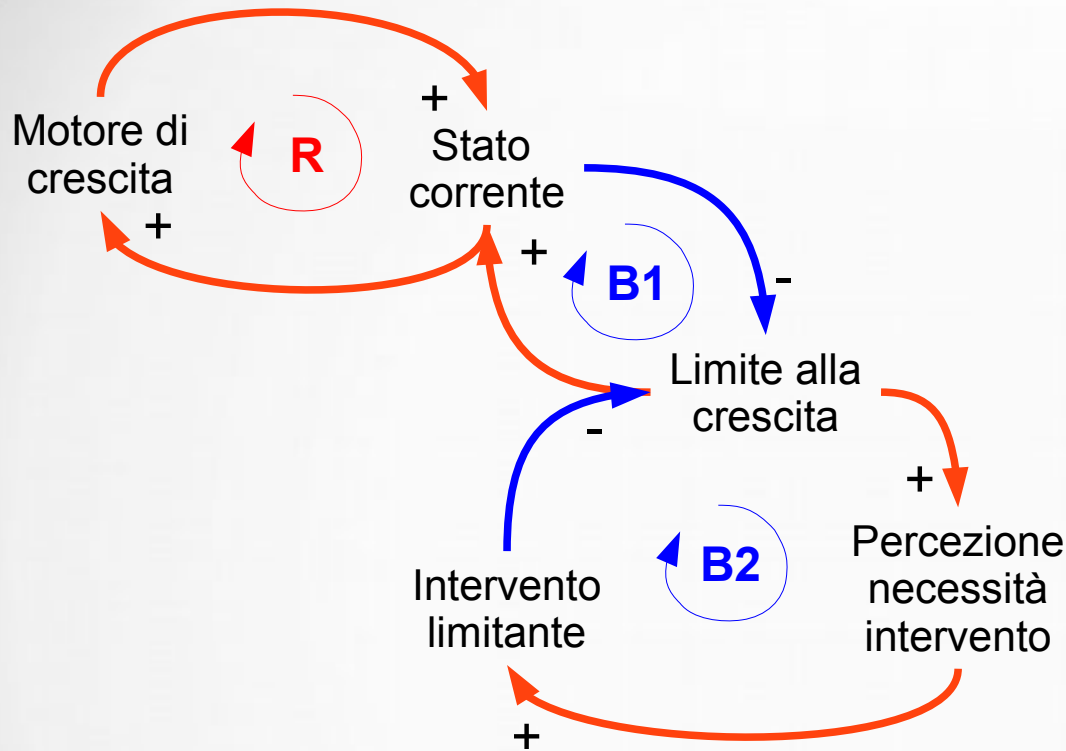 +
Motore di
crescita
R
Stato
corrente
+
+
B1
-
Limite alla
crescita
-
+
B2
Percezione
necessità
intervento
Intervento
limitante
+